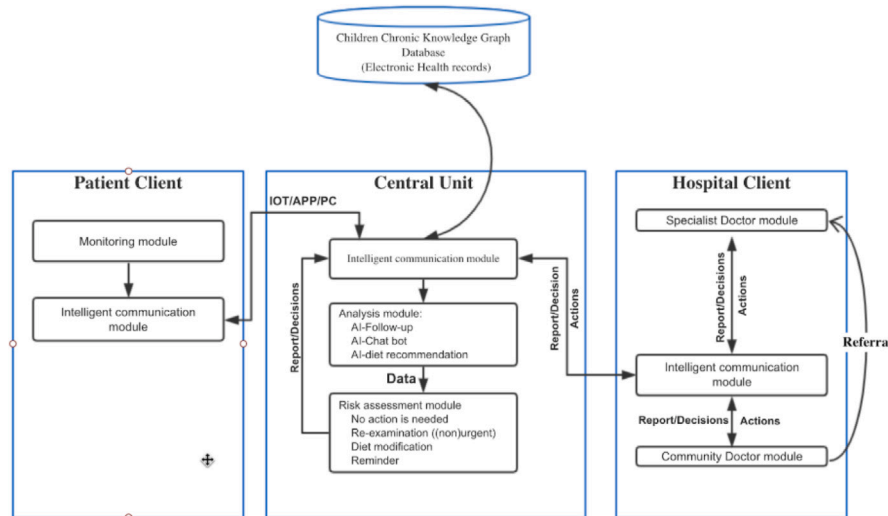 Children Chronic Knowledge Graph
Database
(Electronic Health records)
Patient Client
Monitoring module
Intelligent communication
module
IOT/APP/PC
Central Unit
Intelligent communication module
Analysis module:
AI-Follow-up
AI-Chat bot
AI-diet recommendation
Data
Risk assessment module
No action is needed
Re-examination ((non)urgent)
Diet modification
Reminder
Report/Decisions
Report/Decision
Actions
Hospital Client
Specialist Doctor module
Report/Decisions
Actions
Intelligent communication
module
Report/Decisions
Actions
Community Doctor module
Referra